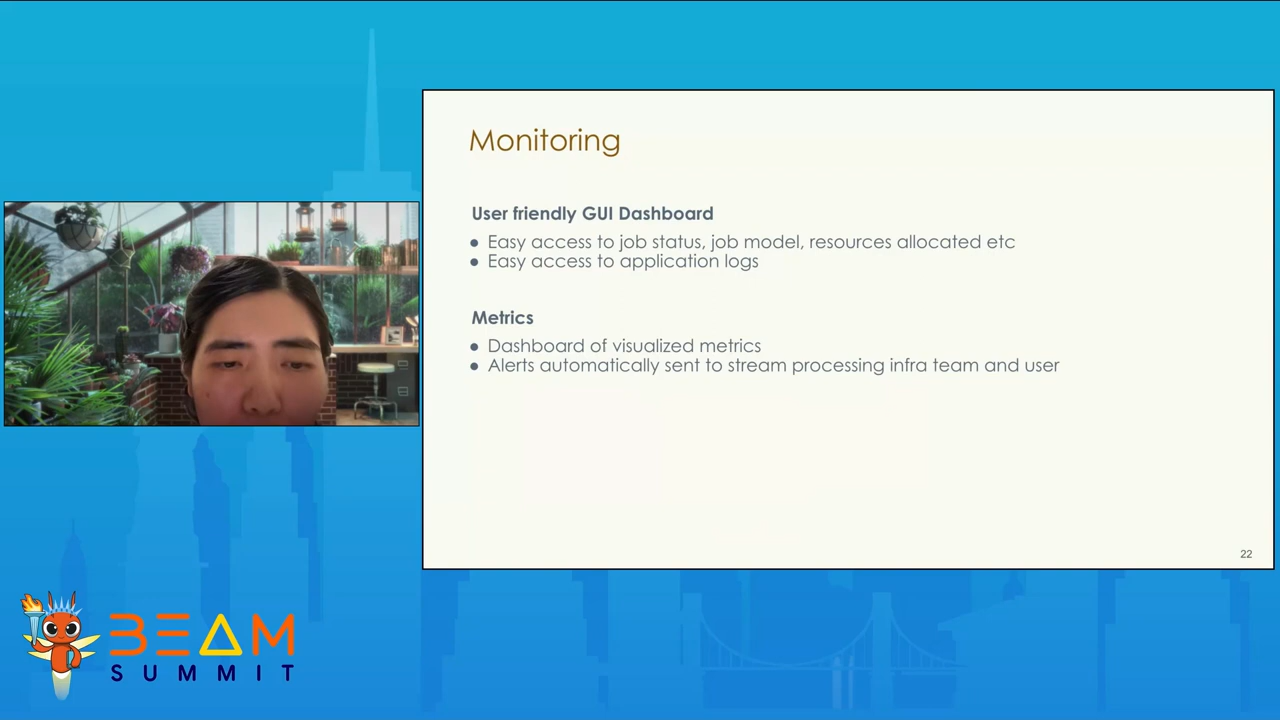 Monitoring
User friendly GUI Dashboard
● Easy access to job status, job model, resources allocated etc
● Easy access to application logs
Metrics
● Dashboard of visualized metrics
● Alerts automatically sent to stream processing infra team and user
22
BEAM
SUMMIT